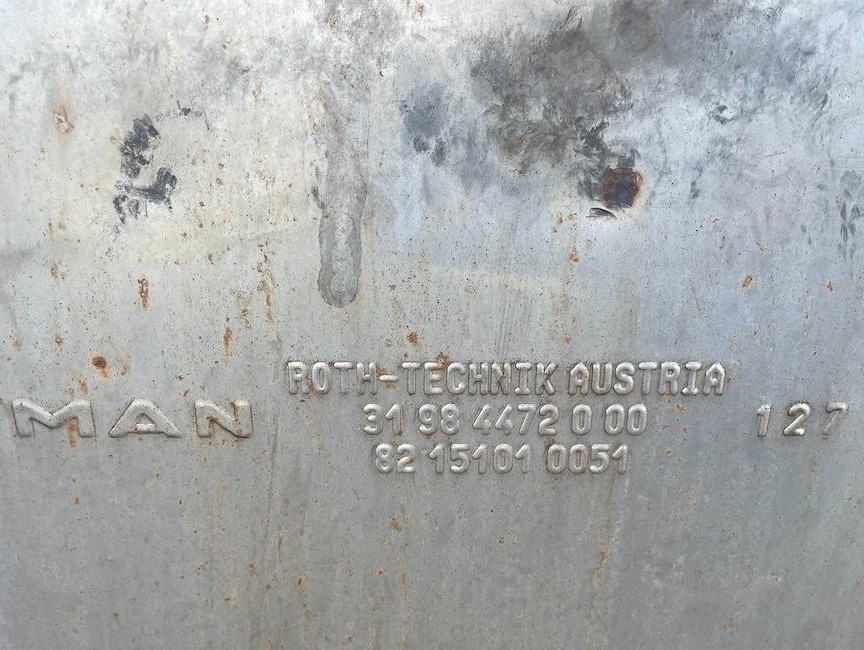 ROTH-TECHNIK AUSTRIA
MAN 31 98 4472 0 00 127
82 15101 0051